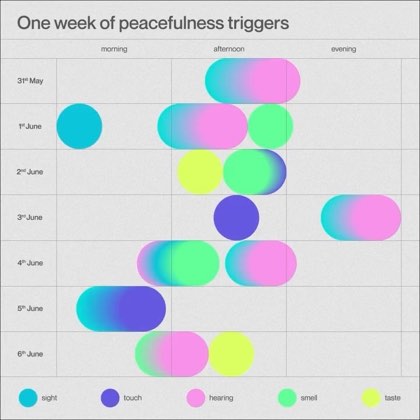 One week of peacefulness triggers
morning afternoon evening
31st May
1st June
2nd June
3rd June
4th June
5th June
6th June
sight touch hearing smell taste